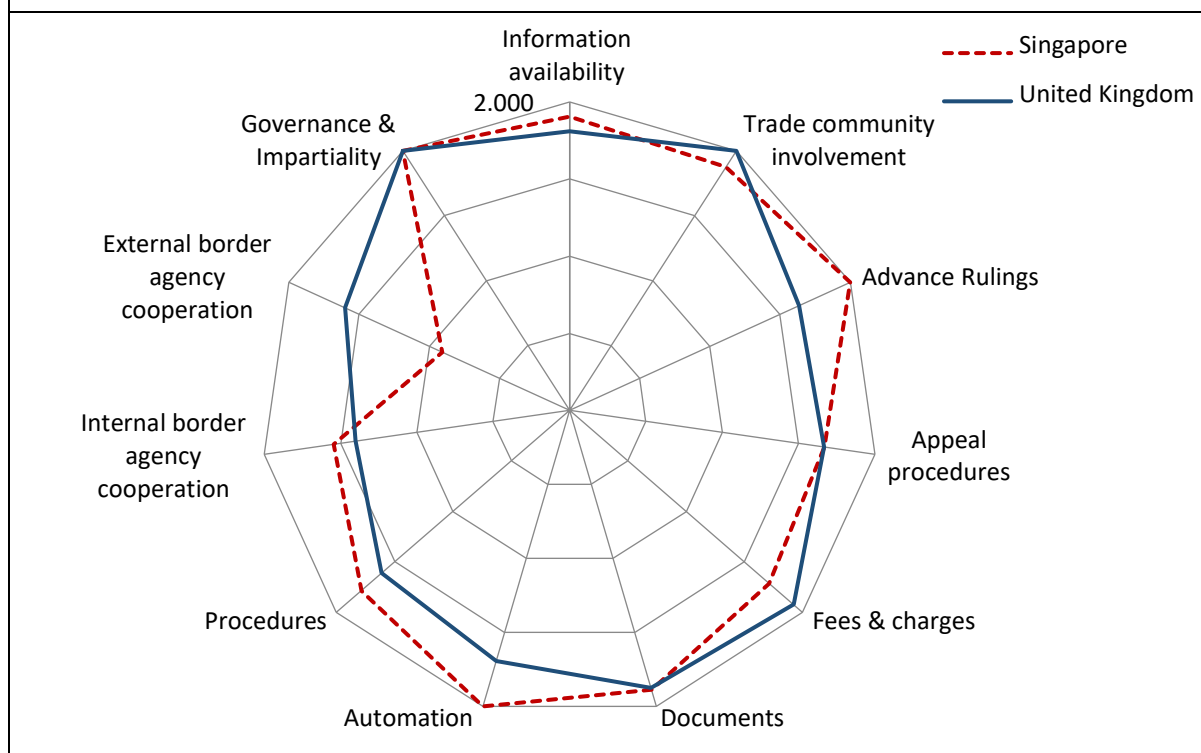 Information
availability
2.000
Singapore
United Kingdom
Governance &
Impartiality
Trade community
involvement
External border
agency
cooperation
Advance Rulings
Internal border
agency
cooperation
Appeal
procedures
Procedures
Fees & charges
Automation
Documents